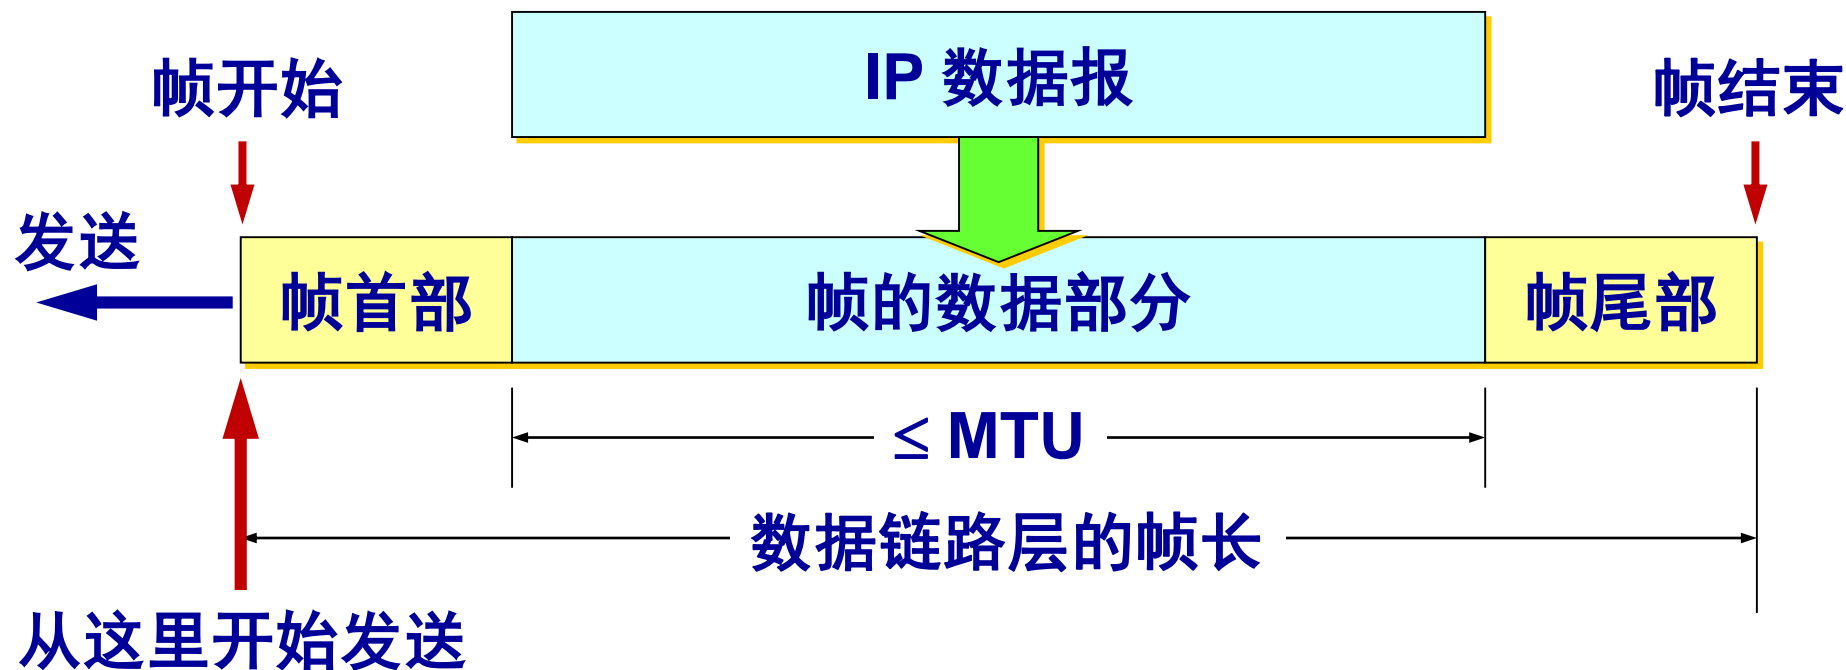 IP 数据报
帧开始
帧结束
发送
帧首部
帧的数据部分
帧尾部
≤ MTU
数据链路层的帧长
从这里开始发送